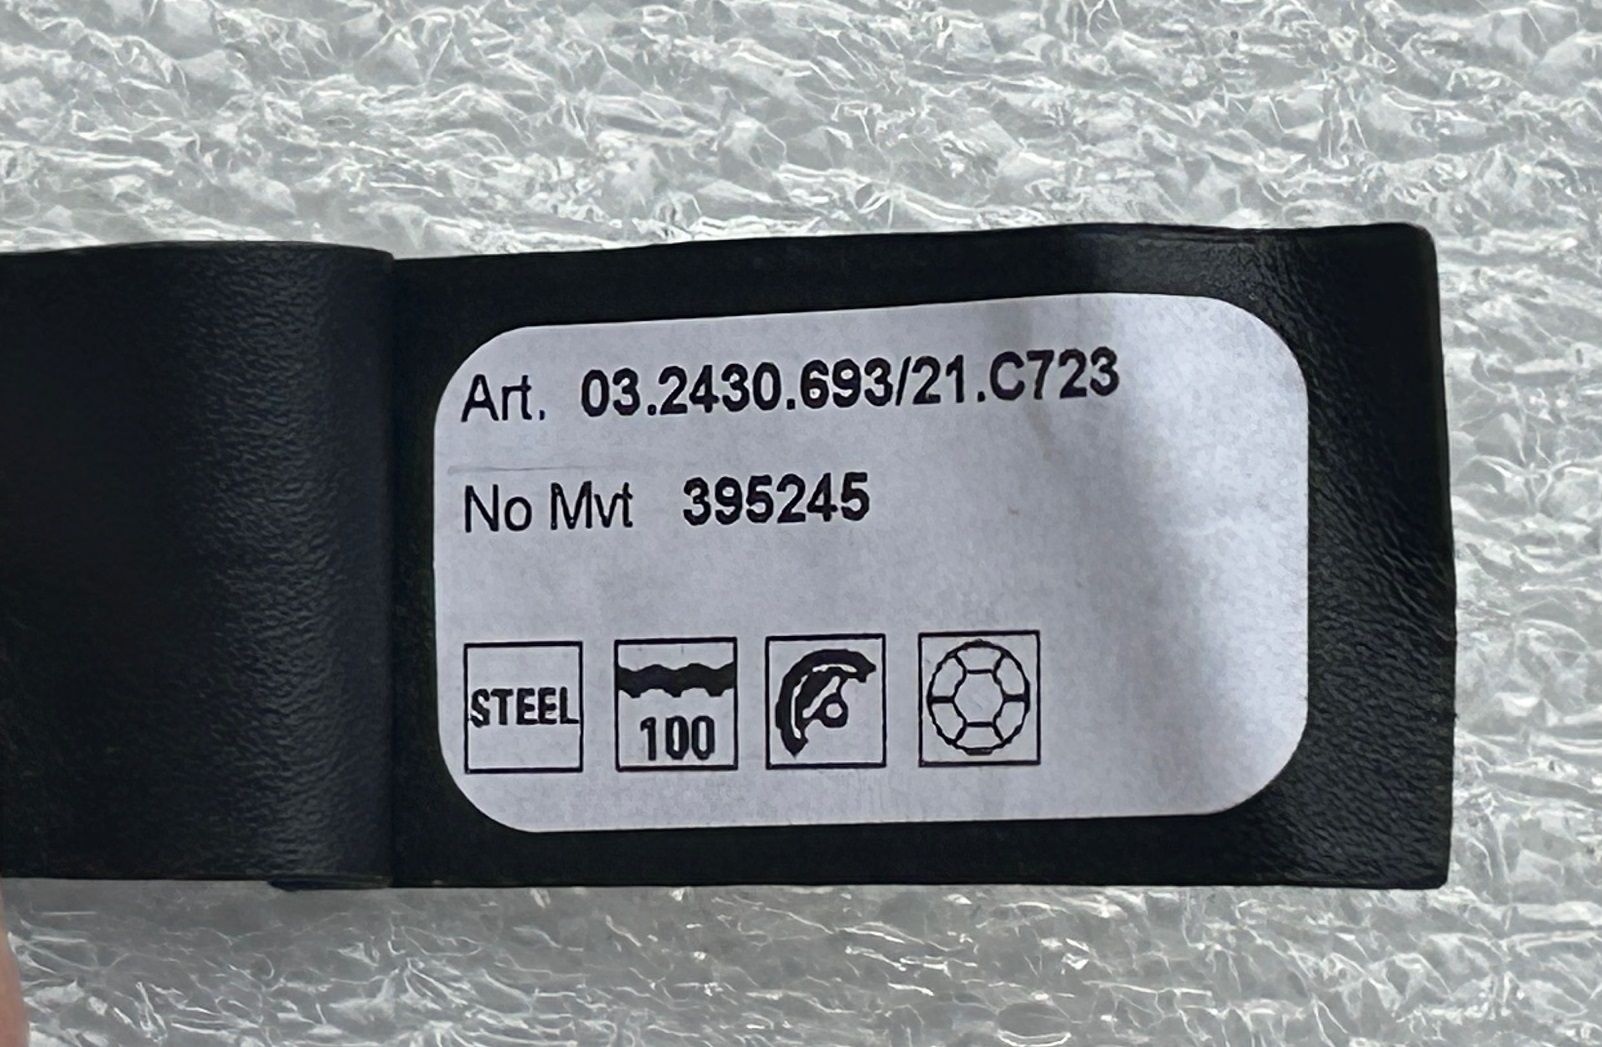 Art. 03.2430.693/21.C723
No Mvt 395245
STEEL
100